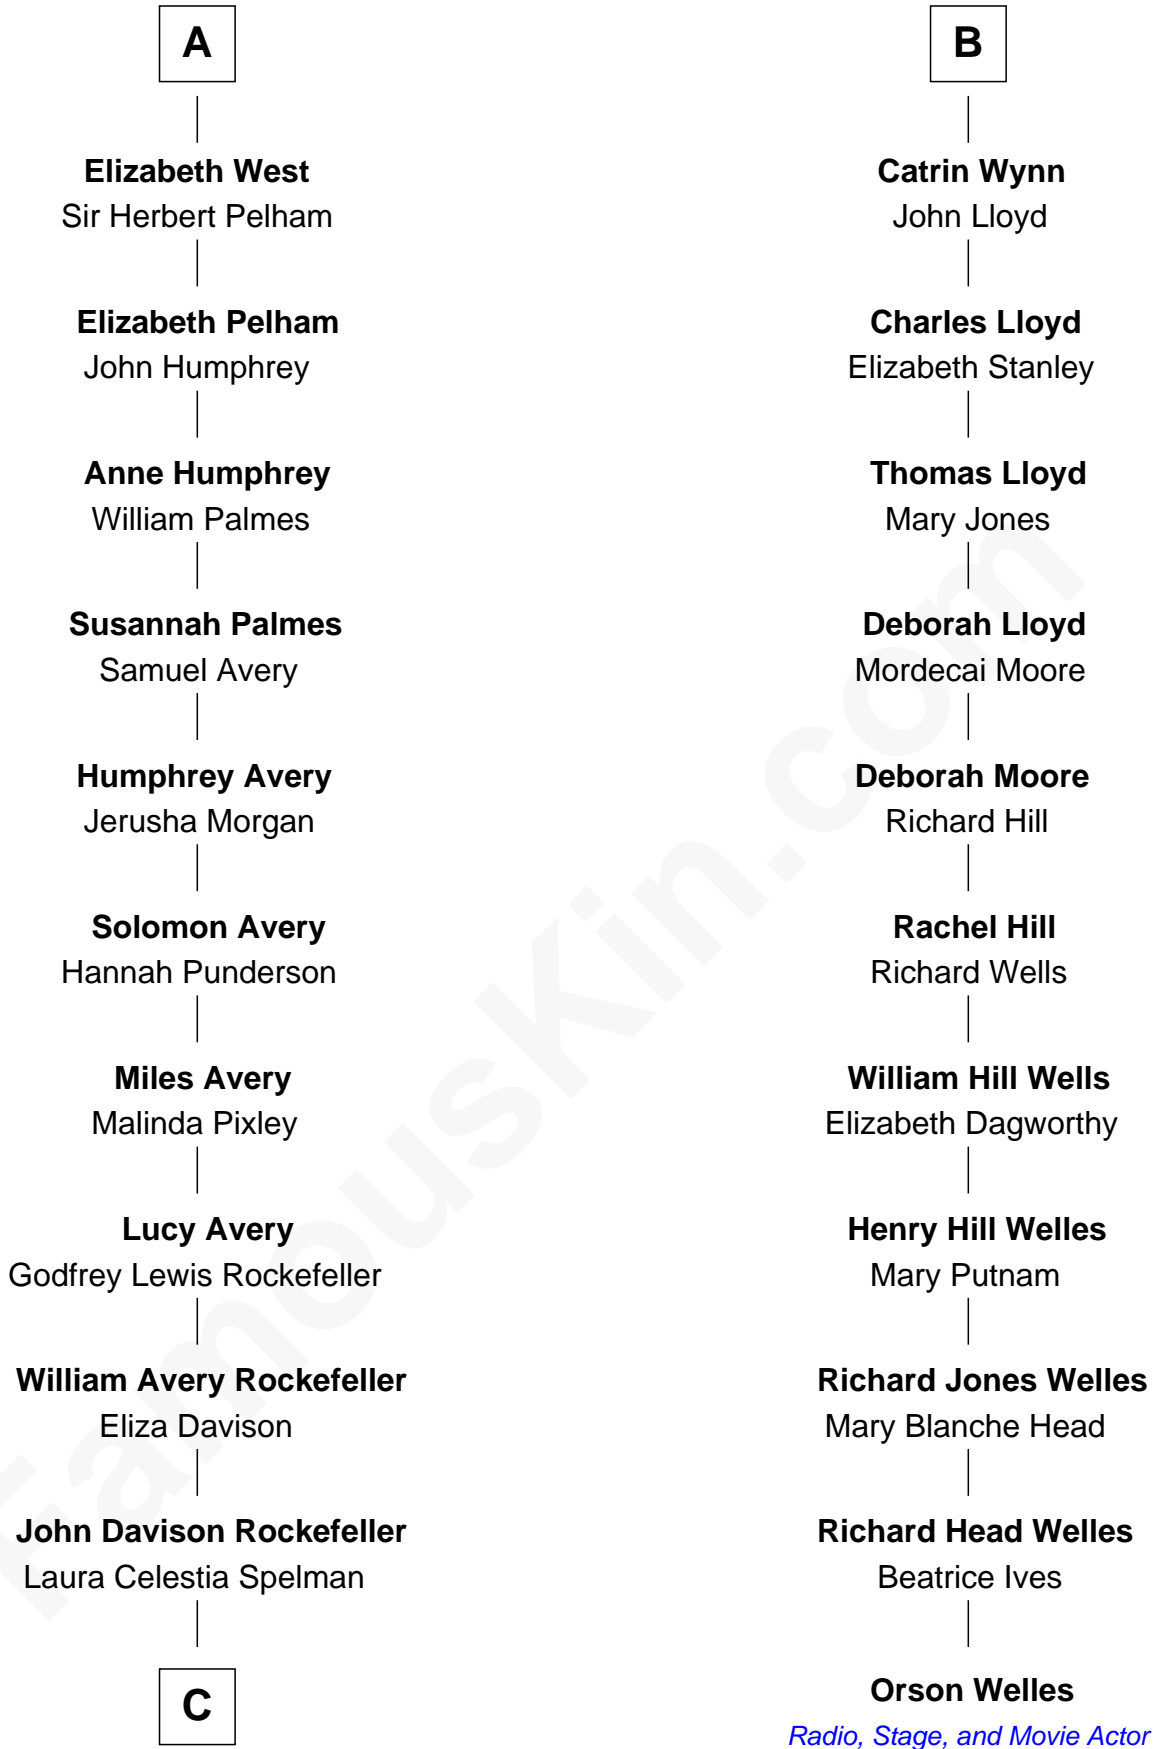 A
Elizabeth West
Sir Herbert Pelham
Elizabeth Pelham
John Humphrey
Anne Humphrey
William Palmes
Susannah Palmes
Samuel Avery
Humphrey Avery
Jerusha Morgan
Solomon Avery
Hannah Punderson
Miles Avery
Malinda Pixley
Lucy Avery
Godfrey Lewis Rockefeller
William Avery Rockefeller
Eliza Davison
John Davison Rockefeller
Laura Celestia Spelman
C
B
Catrin Wynn
John Lloyd
Charles Lloyd
Elizabeth Stanley
Thomas Lloyd
Mary Jones
Deborah Lloyd
Mordecai Moore
Deborah Moore
Richard Hill
Rachel Hill
Richard Wells
William Hill Wells
Elizabeth Dagworthy
Henry Hill Welles
Mary Putnam
Richard Jones Welles
Mary Blanche Head
Richard Head Welles
Beatrice Ives
Orson Welles
Radio, Stage, and Movie Actor
FamousKin.com